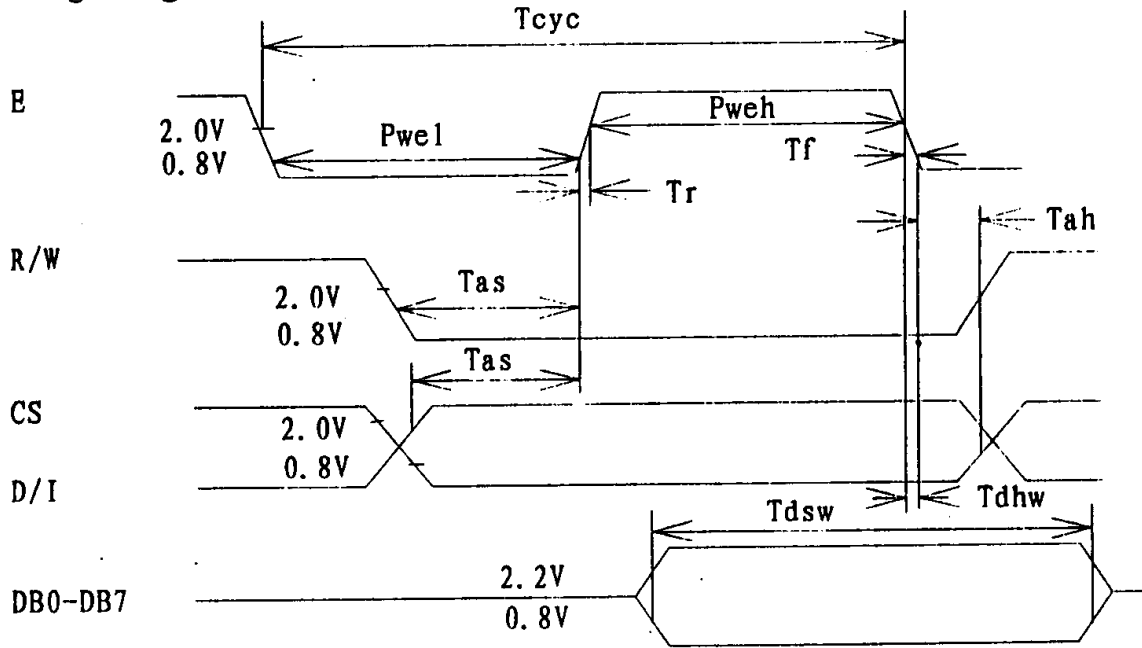 Tcyc
E
2.0V
0.8V
Pwel
Pweh
Tf
Tr
Tah
R/W
2.0V
0.8V
Tas
Tas
CS
2.0V
0.8V
D/I
Tdsw
Tdhw
DB0-DB7
2.2V
0.8V